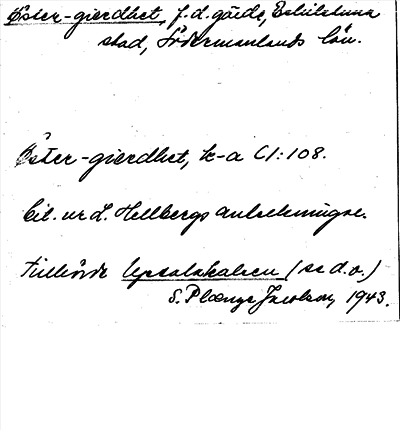 Öster-gierdhet, f.d. gärde, Eskilstuna
stad, Södermanlands län.
Öster-gierdhet, k-a C1:108.
Cit. ur L. Hellbergs anteckningar.
Tillhörde Upsalakalven (se d.o.)
S. Plænge Jacobson, 1943.